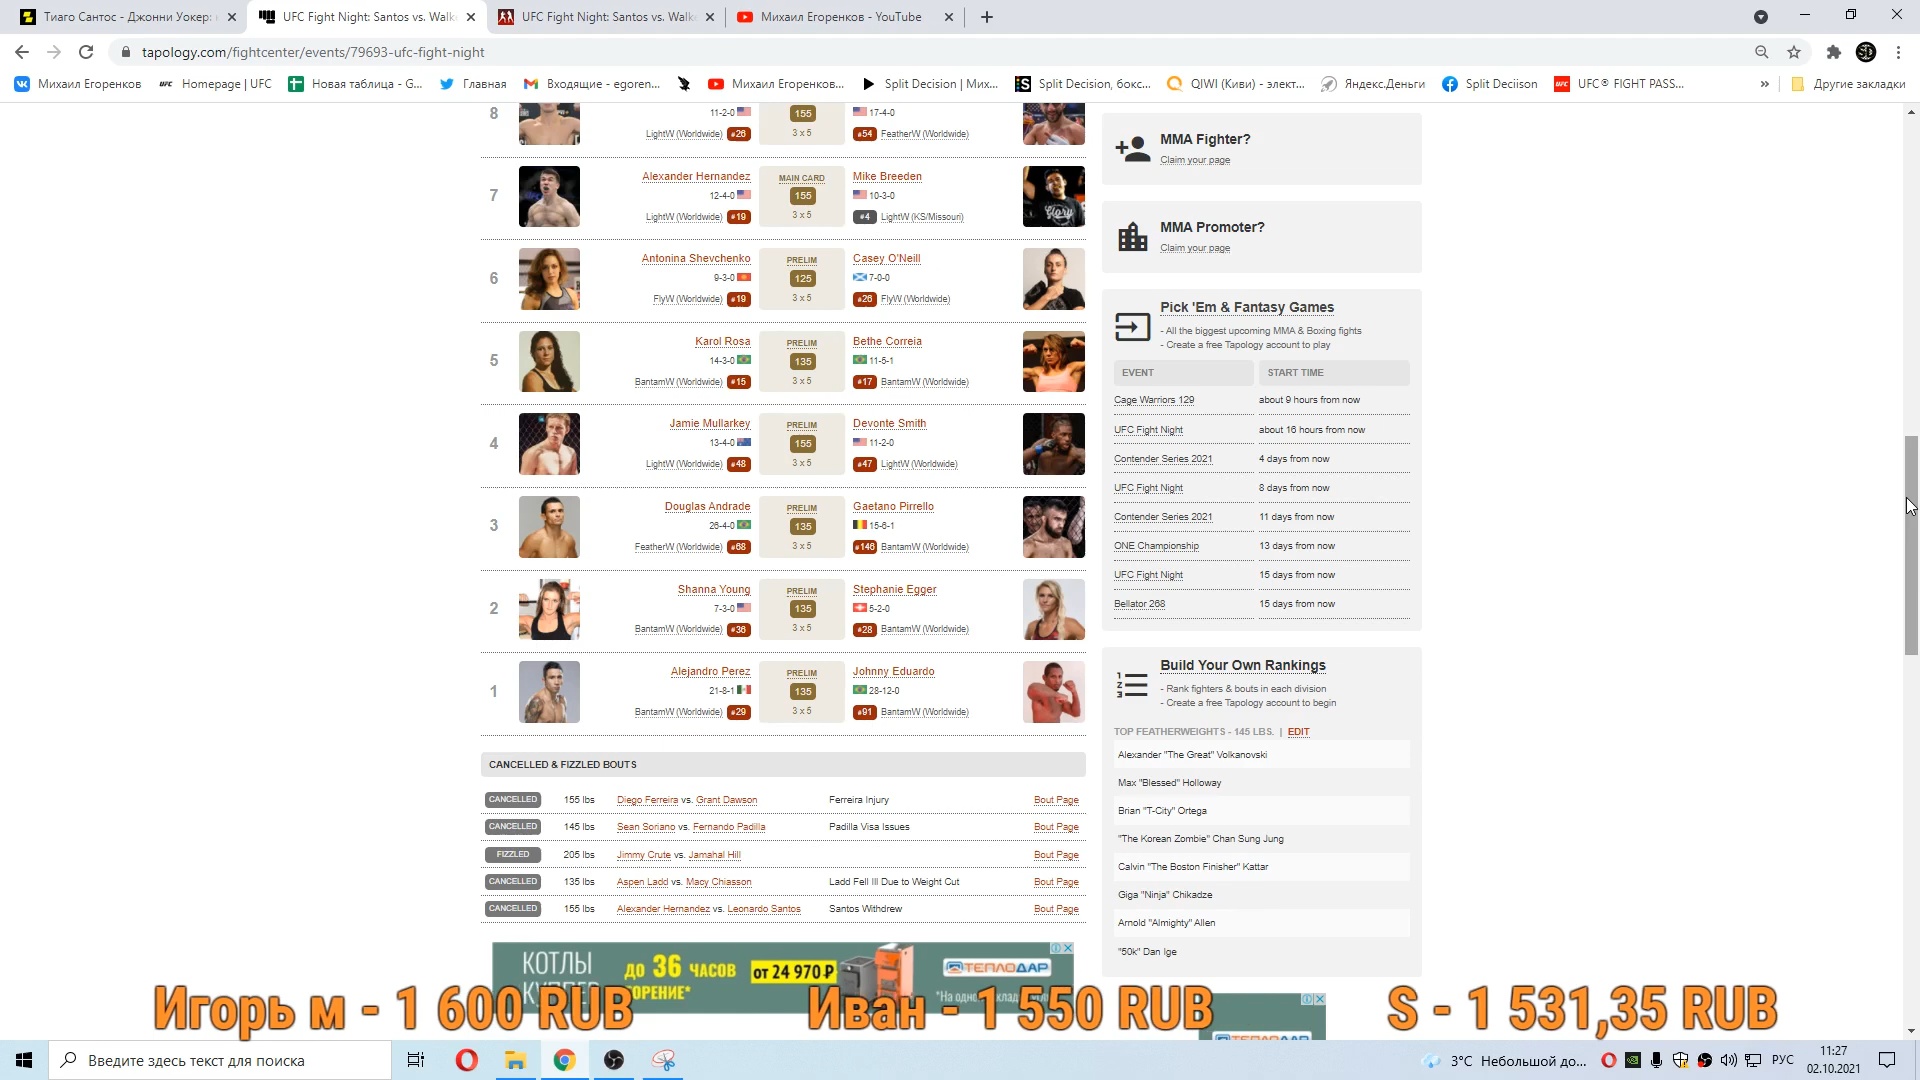 Тиаго Сантос - Джонни Уокер:
UFC Fight Night: Santos vs. Walk
UFC Fight Night: Santos vs. Walk
Михаил Егоренков - YouTube
tapology.com/fightcenter/events/79693-ufc-fight-night
Михаил Егоренков
Homepage | UFC
Новая таблица - G...
Главная
Входящие - egoren...
Михаил Егоренков...
Split Decision | Мих...
Split Decision, бокс...
QIWI (Киви) - элект...
Яндекс.Деньги
Split Deciison
UFC® FIGHT PASS...
Другие закладки
8
11-2-0
155
17-4-0
LightW (Worldwide) #26
3 x 5
#54 FeatherW (Worldwide)
7
Alexander Hernandez
MAIN CARD
Mike Breeden
12-4-0
155
10-3-0
LightW (Worldwide) #19
3 x 5
#4 LightW (KS/Missouri)
6
Antonina Shevchenko
PRELIM
Casey O'Neill
9-3-0
125
7-0-0
FlyW (Worldwide) #19
3 x 5
#26 FlyW (Worldwide)
5
Karol Rosa
PRELIM
Bethe Correia
14-3-0
135
11-5-1
BantamW (Worldwide) #15
3 x 5
#17 BantamW (Worldwide)
4
Jamie Mullarkey
PRELIM
Devonte Smith
13-4-0
155
11-2-0
LightW (Worldwide) #48
3 x 5
#47 LightW (Worldwide)
3
Douglas Andrade
PRELIM
Gaetano Pirrello
26-4-0
135
15-6-1
FeatherW (Worldwide) #68
3 x 5
#146 BantamW (Worldwide)
2
Shanna Young
PRELIM
Stephanie Egger
7-3-0
135
5-2-0
BantamW (Worldwide) #36
3 x 5
#28 BantamW (Worldwide)
1
Alejandro Perez
PRELIM
Johnny Eduardo
21-8-1
135
28-12-0
BantamW (Worldwide) #29
3 x 5
#91 BantamW (Worldwide)
CANCELLED & FIZZLED BOUTS
CANCELLED 155 lbs Diego Ferreira vs. Grant Dawson Ferreira Injury Bout Page
CANCELLED 145 lbs Sean Soriano vs. Fernando Padilla Padilla Visa Issues Bout Page
FIZZLED 205 lbs Jimmy Crute vs. Jamahal Hill Bout Page
CANCELLED 135 lbs Aspen Ladd vs. Macy Chiasson Ladd Fell Ill Due to Weight Cut Bout Page
CANCELLED 155 lbs Alexander Hernandez vs. Leonardo Santos Santos Withdrew Bout Page
MMA Fighter?
Claim your page
MMA Promoter?
Claim your page
Pick 'Em & Fantasy Games
- All the biggest upcoming MMA & Boxing fights
- Create a free Tapology account to play
EVENT START TIME
Cage Warriors 129 about 9 hours from now
UFC Fight Night about 16 hours from now
Contender Series 2021 4 days from now
UFC Fight Night 8 days from now
Contender Series 2021 11 days from now
ONE Championship 13 days from now
UFC Fight Night 15 days from now
Bellator 268 15 days from now
Build Your Own Rankings
- Rank fighters & bouts in each division
- Create a free Tapology account to begin
TOP FEATHERWEIGHTS - 145 LBS. | EDIT
Alexander "The Great" Volkanovski
Max "Blessed" Holloway
Brian "T-City" Ortega
"The Korean Zombie" Chan Sung Jung
Calvin "The Boston Finisher" Kattar
Giga "Ninja" Chikadze
Arnold "Almighty" Allen
"50k" Dan Ige
КОТЛЫ
ДО 36 ЧАСОВ
от 24 970 ₽
ТЕПЛОДАР
Игорь м - 1 600 RUB
Иван - 1 550 RUB
S - 1 531,35 RUB
Введите здесь текст для поиска
3°C Небольшой до...
РУС
11:27
02.10.2021